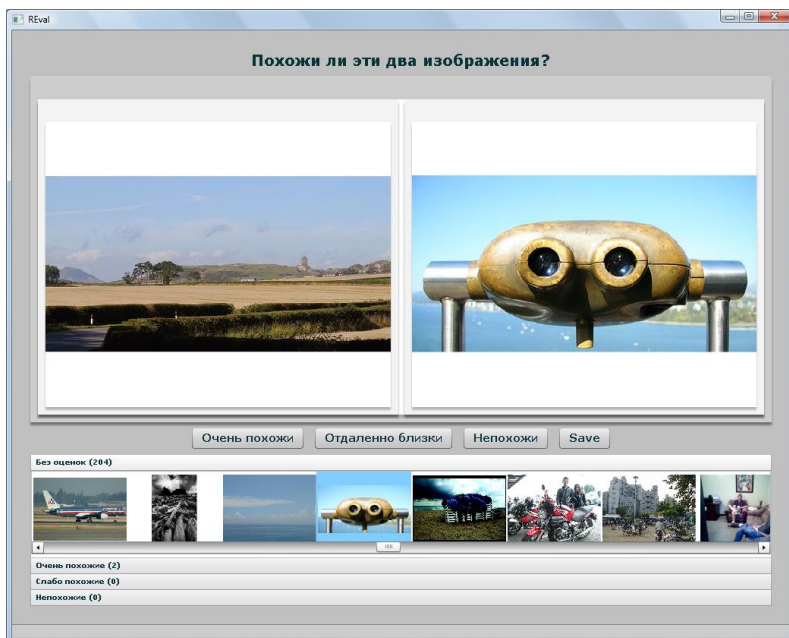 REval
Похожи ли эти два изображения?
Очень похожи
Отдаленно близки
Непохожи
Save
Без оценок (204)
Очень похожие (2)
Слабо похожие (0)
Непохожие (0)